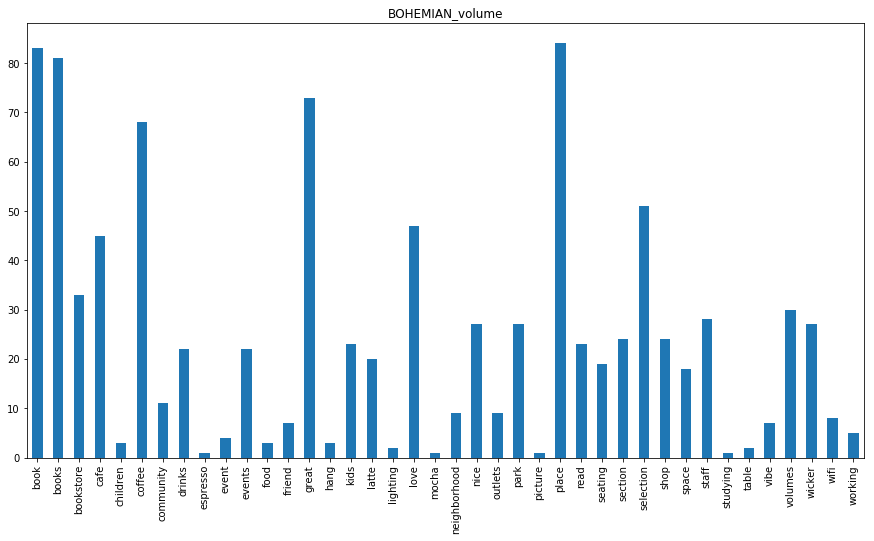 BOHEMIAN_volume
80
70
60
50
40
30
20
10
0
book
books
bookstore
cafe
children
coffee
community
drinks
espresso
event
events
food
friend
great
hang
kids
latte
lighting
love
mocha
neighborhood
nice
outlets
park
picture
place
read
seating
section
selection
shop
space
staff
studying
table
vibe
volumes
wicker
wifi
working